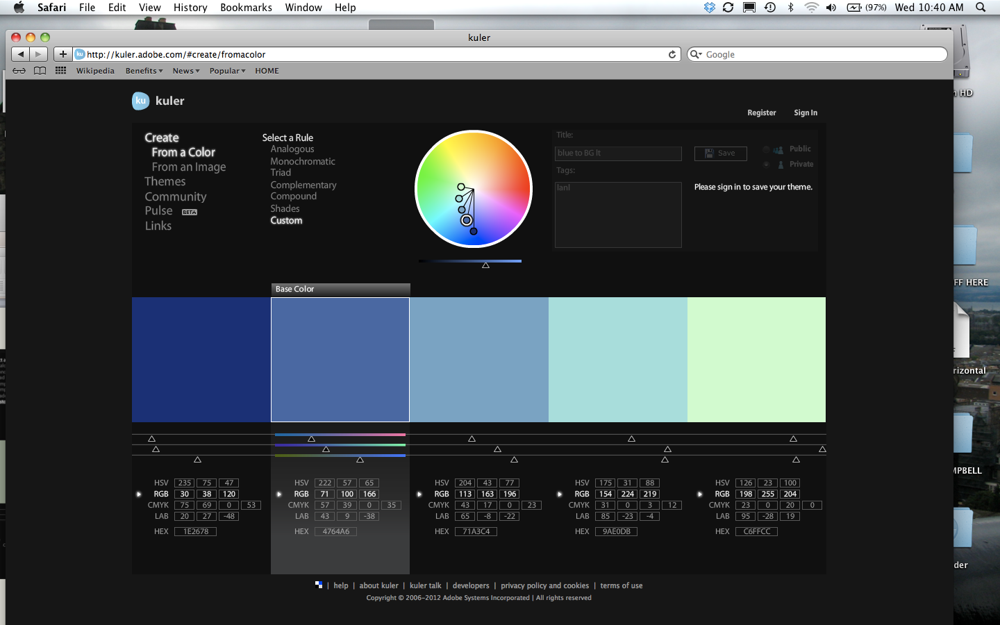 Safari File Edit View History Bookmarks Window Help (97%) Wed 10:40 AM
kuler
ku http://kuler.adobe.com/#create/fromacolor Google
Wikipedia Benefits News Popular HOME
ku kuler
Register Sign In
Create
From a Color
From an Image
Themes
Community
Pulse BETA
Links
Select a Rule
Analogous
Monochromatic
Triad
Complementary
Compound
Shades
Custom
Title:
blue to BG lt
Save
Public
Private
Tags:
lanl
Please sign in to save your theme.
Base Color
HSV 235 75 47
RGB 30 38 120
CMYK 75 69 0 53
LAB 20 27 -48
HEX 1E2678
HSV 222 57 65
RGB 71 100 166
CMYK 57 39 0 35
LAB 43 9 -38
HEX 4764A6
HSV 204 43 77
RGB 113 163 196
CMYK 43 17 0 23
LAB 65 -8 -22
HEX 71A3C4
HSV 175 31 88
RGB 154 224 219
CMYK 31 0 3 12
LAB 85 -23 -4
HEX 9AE0DB
HSV 126 23 100
RGB 198 255 204
CMYK 23 0 20 0
LAB 95 -28 19
HEX C6FFCC
| help | about kuler | kuler talk | developers | privacy policy and cookies | terms of use
Copyright © 2006-2012 Adobe Systems Incorporated | All rights reserved
HD
FF HERE
rizontal
MPBELL
der